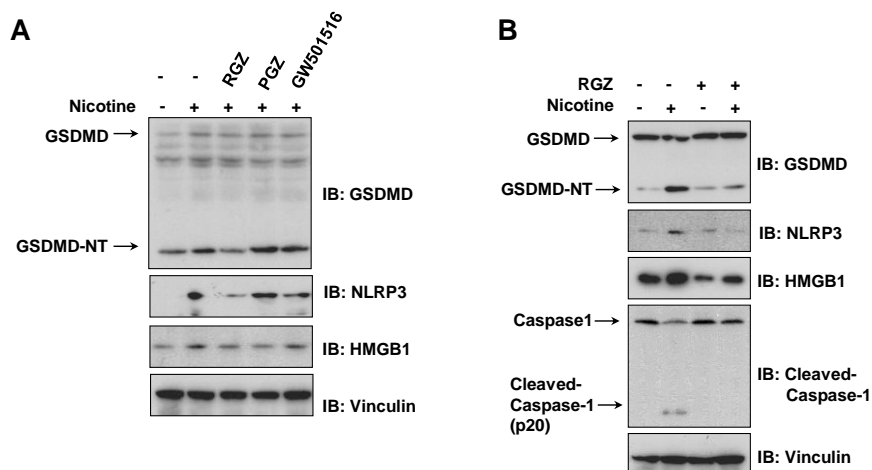 A
- - RGZ PGZ GW501516
Nicotine - + + + +
GSDMD
IB: GSDMD
GSDMD-NT
IB: NLRP3
IB: HMGB1
IB: Vinculin
B
RGZ - - + +
Nicotine - + - +
GSDMD
IB: GSDMD
GSDMD-NT
IB: NLRP3
IB: HMGB1
Caspase1
IB: Cleaved-
Caspase-1
Cleaved-
Caspase-1
(p20)
IB: Vinculin